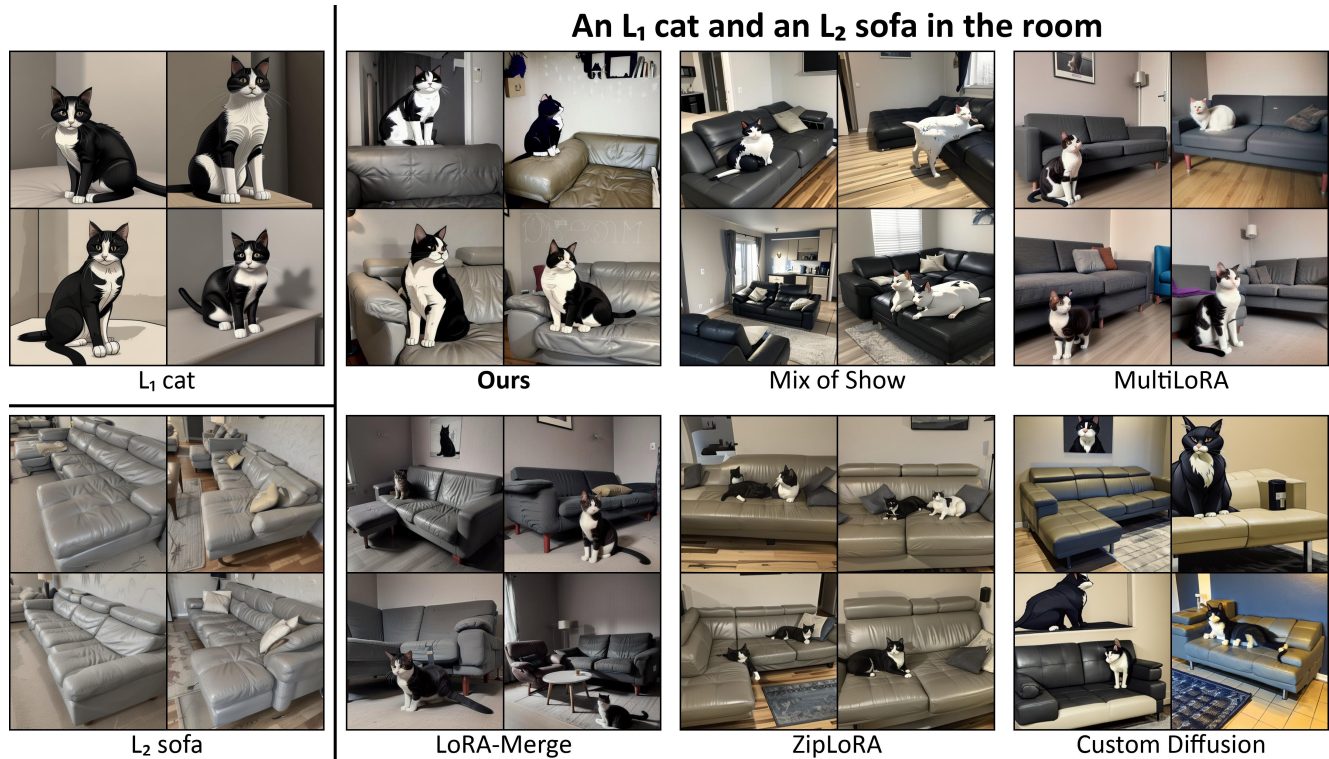 An L₁ cat and an L₂ sofa in the room
L₁ cat
Ours
Mix of Show
MultiLoRA
L₂ sofa
LoRA-Merge
ZipLoRA
Custom Diffusion